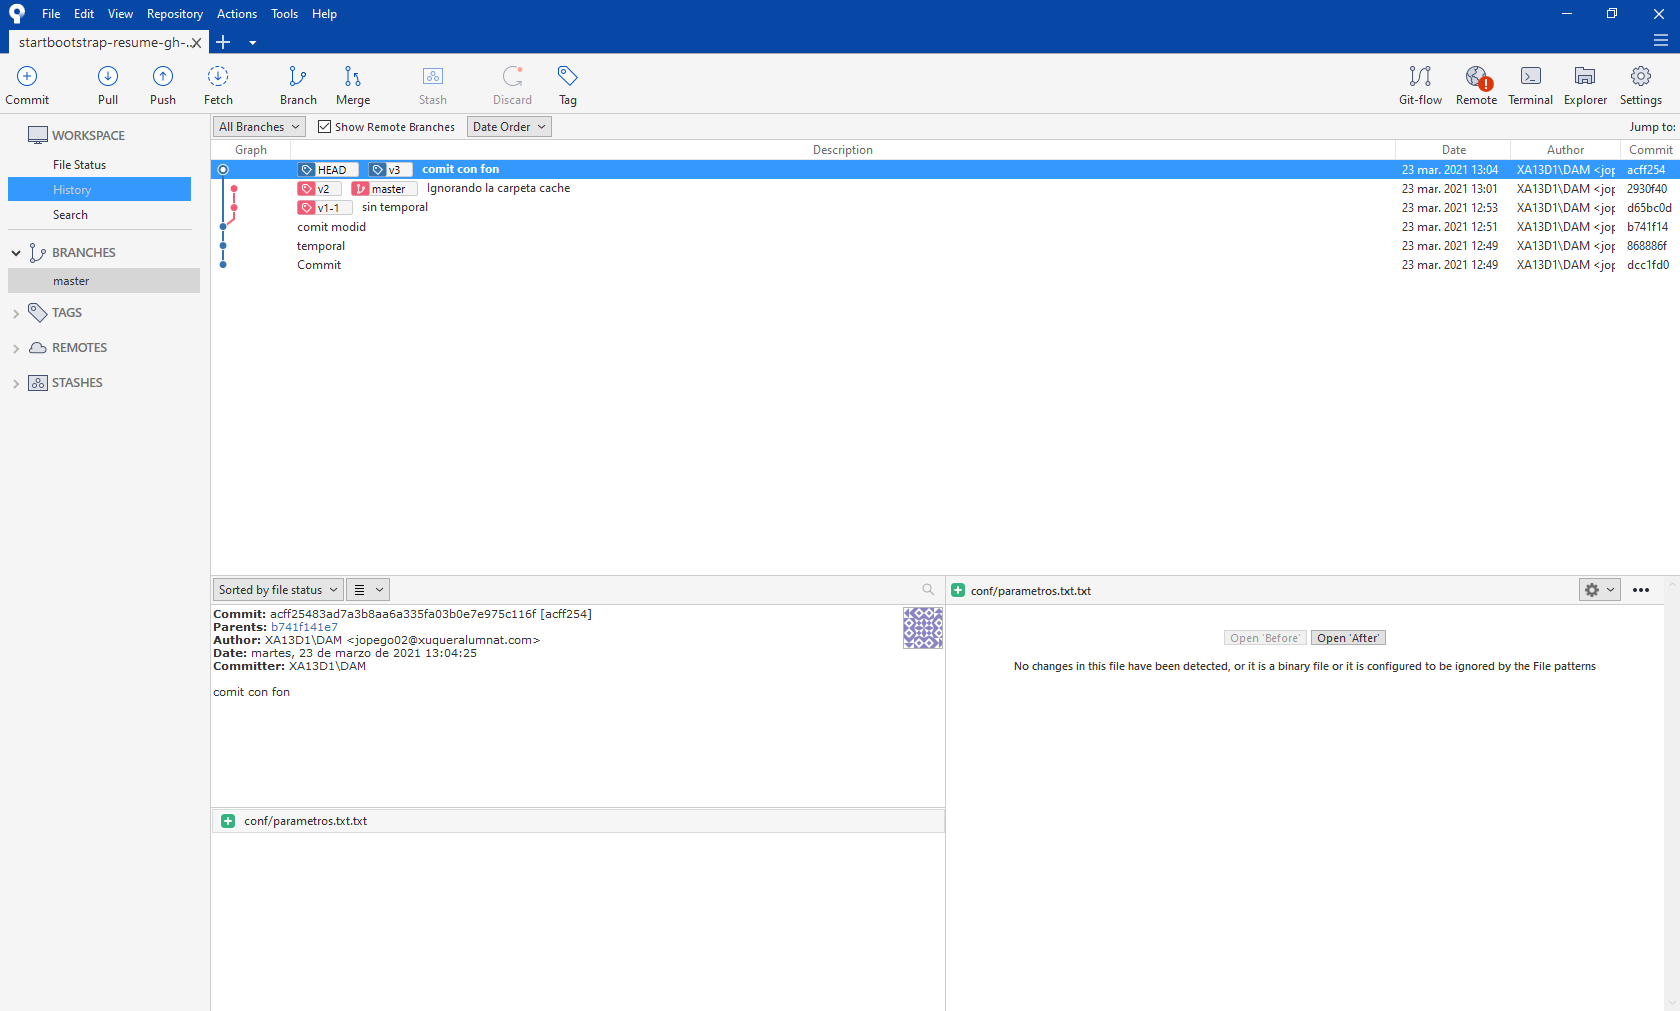 File Edit View Repository Actions Tools Help
startbootstrap-resume-gh-..
Commit Pull Push Fetch Branch Merge Stash Discard Tag Git-flow Remote Terminal Explorer Settings
WORKSPACE
File Status
History
Search
BRANCHES
master
TAGS
REMOTES
STASHES
All Branches Show Remote Branches Date Order Jump to:
Graph Description Date Author Commit
HEAD v3 comit con fon 23 mar. 2021 13:04 XA13D1\DAM <jop acff254
v2 master Ignorando la carpeta cache 23 mar. 2021 13:01 XA13D1\DAM <jop 2930f40
v1-1 sin temporal 23 mar. 2021 12:53 XA13D1\DAM <jop d65bc0d
comit modid 23 mar. 2021 12:51 XA13D1\DAM <jop b741f14
temporal 23 mar. 2021 12:49 XA13D1\DAM <jop 868886f
Commit 23 mar. 2021 12:49 XA13D1\DAM <jop dcc1fd0
Sorted by file status
Commit: acff25483ad7a3b8aa6a335fa03b0e7e975c116f [acff254]
Parents: b741f141e7
Author: XA13D1\DAM <jopego02@xuqueralumnat.com>
Date: martes, 23 de marzo de 2021 13:04:25
Committer: XA13D1\DAM
comit con fon
conf/parametros.txt.txt
conf/parametros.txt.txt
Open 'Before' Open 'After'
No changes in this file have been detected, or it is a binary file or it is configured to be ignored by the File patterns